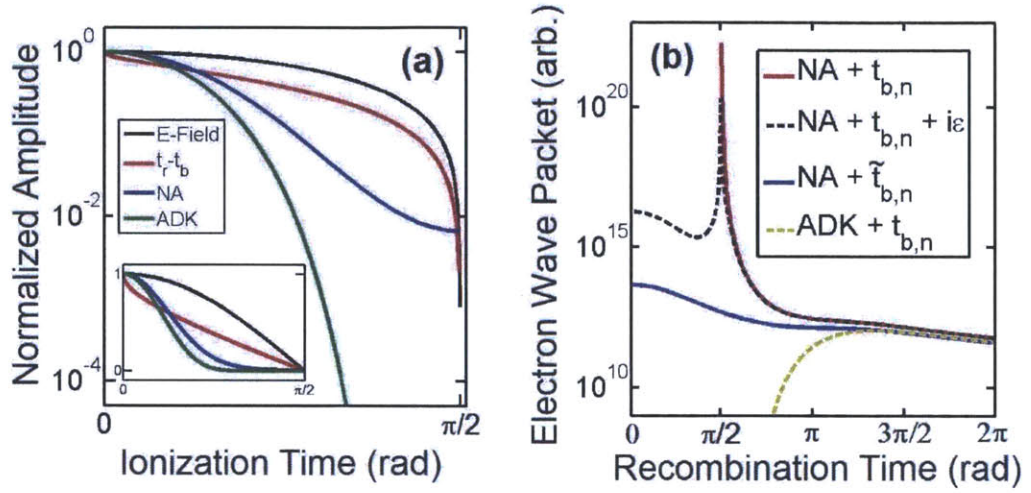 (a)
Normalized Amplitude
10^0
10^-2
10^-4
E-Field
t_r-t_b
NA
ADK
1
0
0
π/2
0
π/2
Ionization Time (rad)
(b)
Electron Wave Packet (arb.)
10^20
10^15
10^10
NA + t_b,n
NA + t_b,n + iε
NA + t̃_b,n
ADK + t_b,n
0
π/2
π
3π/2
2π
Recombination Time (rad)